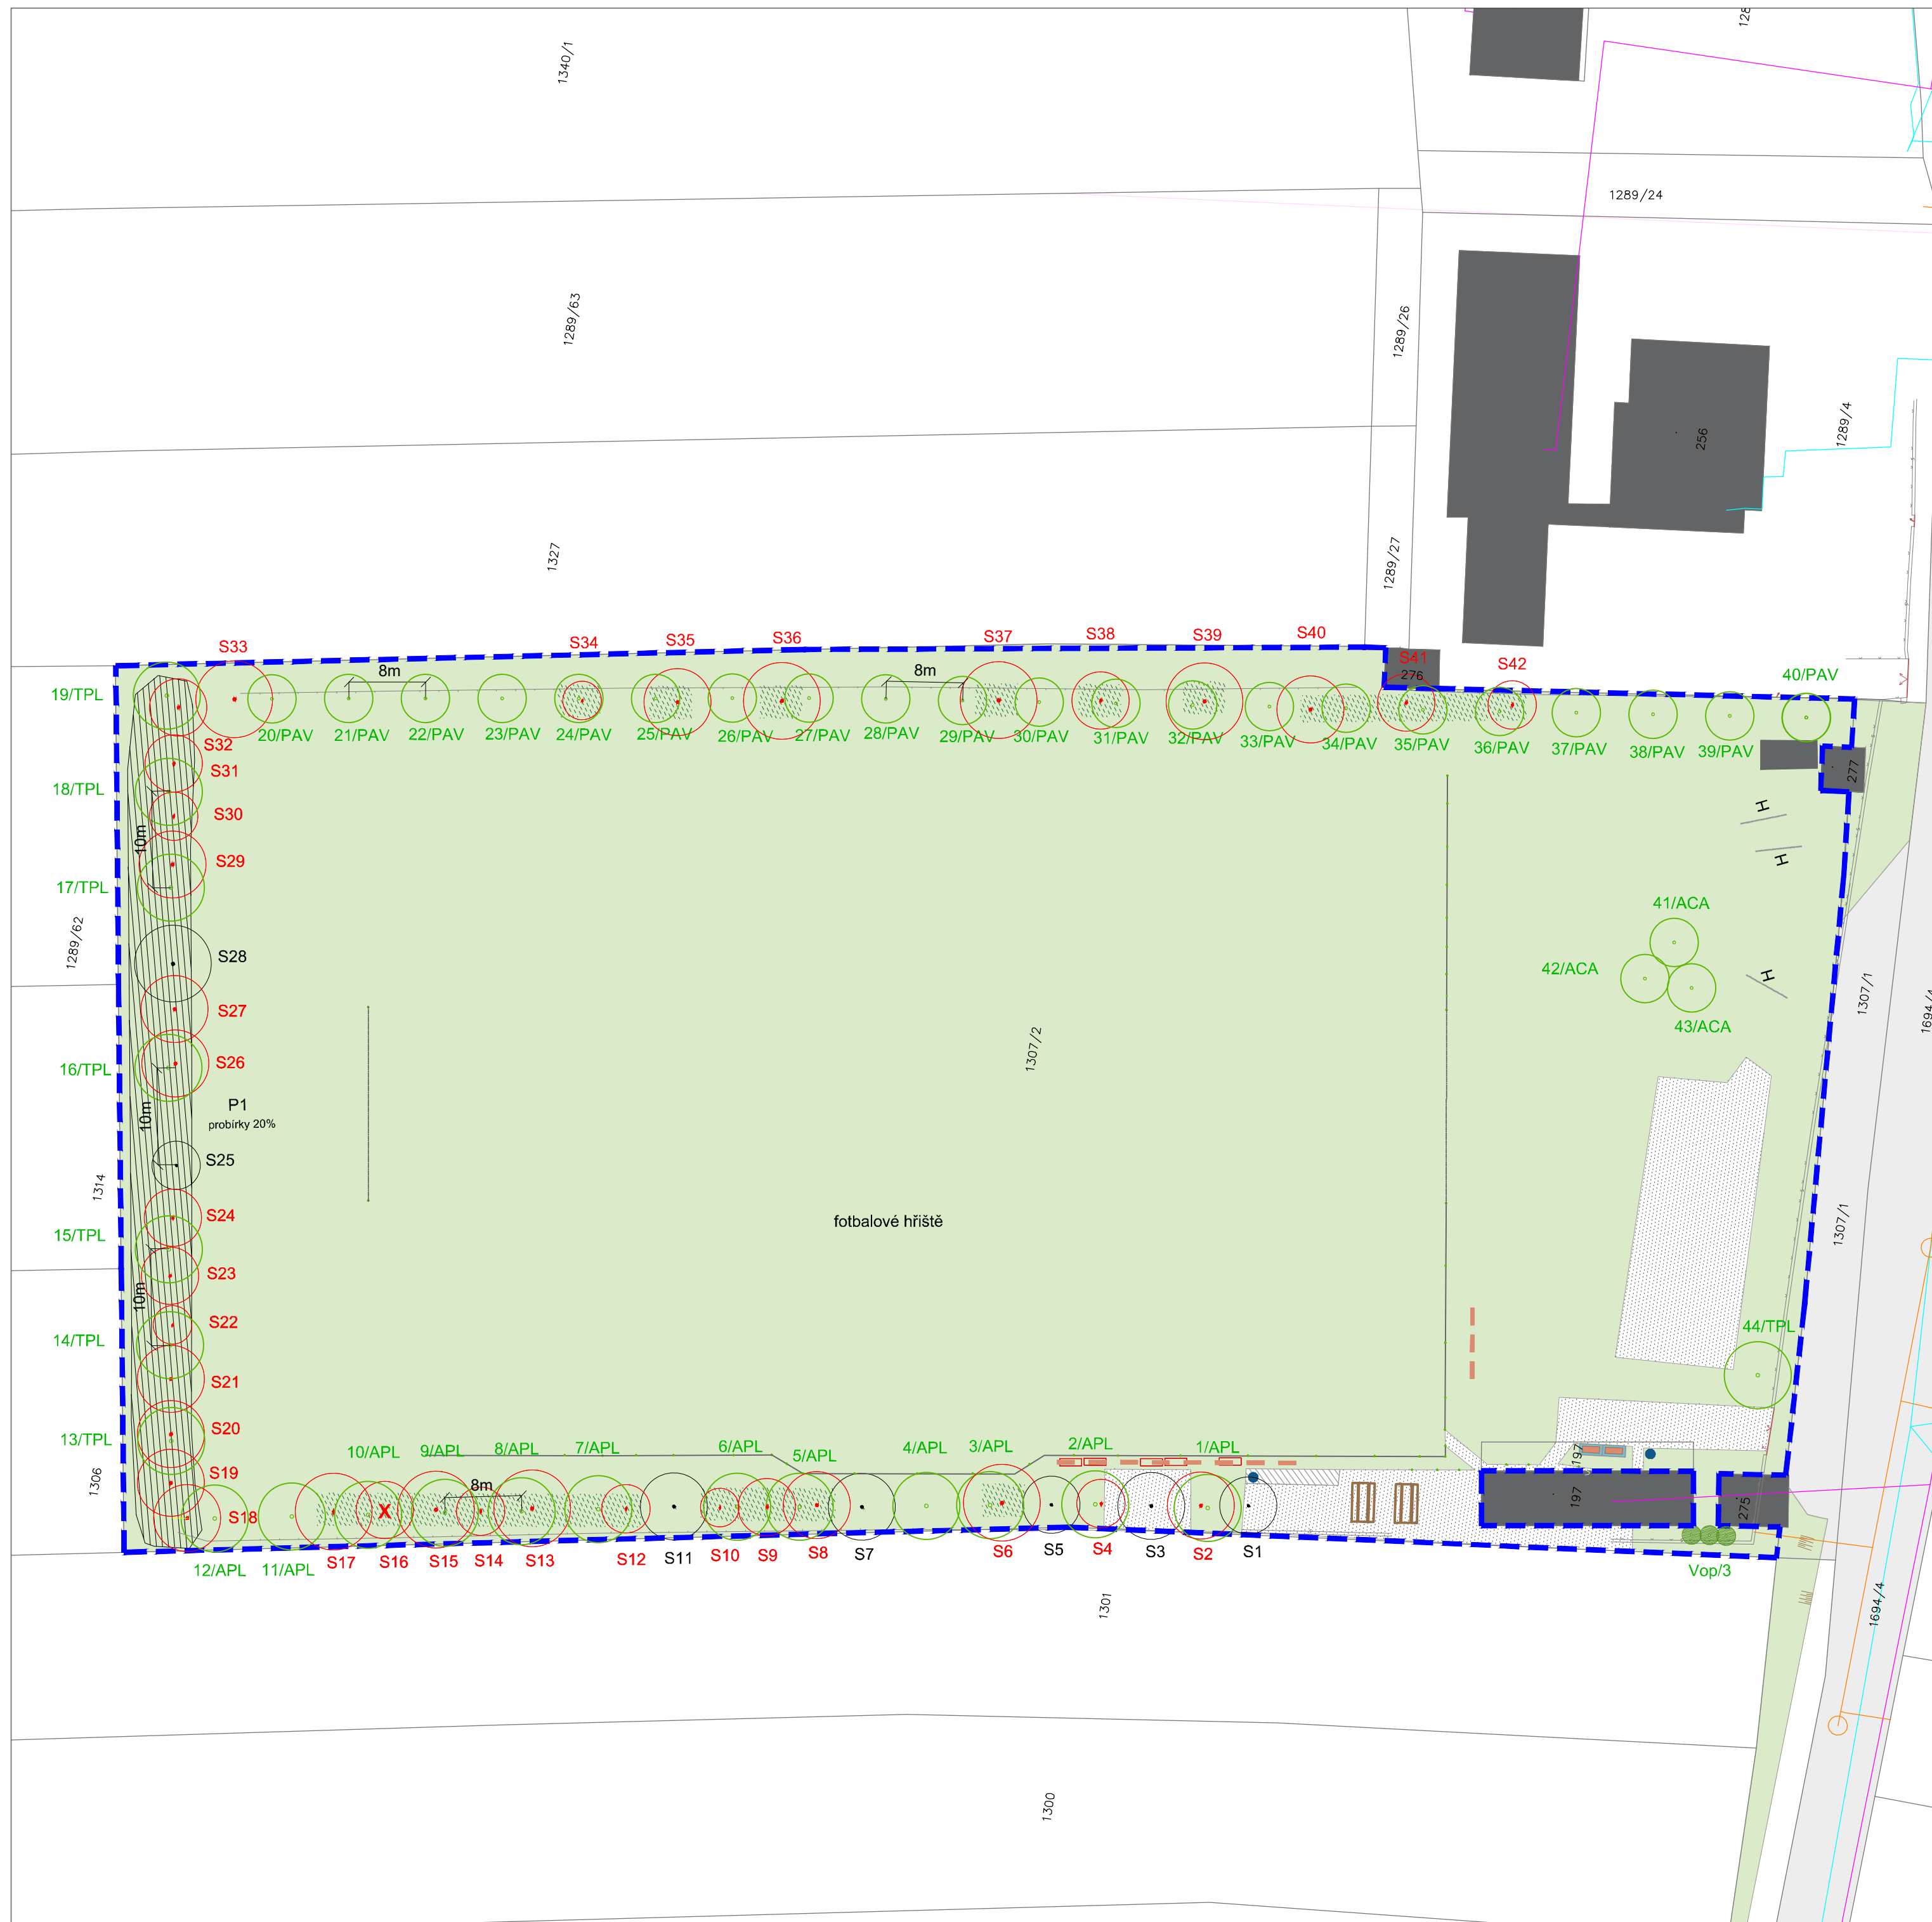 1340/1
128
1289/24
1289/63
1289/26
1289/4
256
1327
1289/27
S33
S34
S35
S36
S37
S38
S39
S40
S41
276
S42
40/PAV
19/TPL
8m
8m
20/PAV
21/PAV
22/PAV
23/PAV
24/PAV
25/PAV
26/PAV
27/PAV
28/PAV
29/PAV
30/PAV
31/PAV
32/PAV
33/PAV
34/PAV
35/PAV
36/PAV
37/PAV
38/PAV
39/PAV
S32
S31
277
18/TPL
S30
H
10m
S29
H
17/TPL
41/ACA
1289/62
S28
42/ACA
H
1307/1
S27
43/ACA
1694/4
1307/2
S26
16/TPL
P1
probírky 20%
10m
S25
1314
S24
fotbalové hřiště
1307/1
15/TPL
S23
10m
S22
14/TPL
44/TPL
S21
S20
13/TPL
10/APL
9/APL
8/APL
7/APL
6/APL
5/APL
4/APL
3/APL
2/APL
1/APL
197
S19
1306
8m
X
197
275
S18
12/APL
11/APL
S17
S16
S15
S14
S13
S12
S11
S10
S9
S8
S7
S6
S5
S4
S3
S2
S1
Vop/3
1301
1694/4
1300